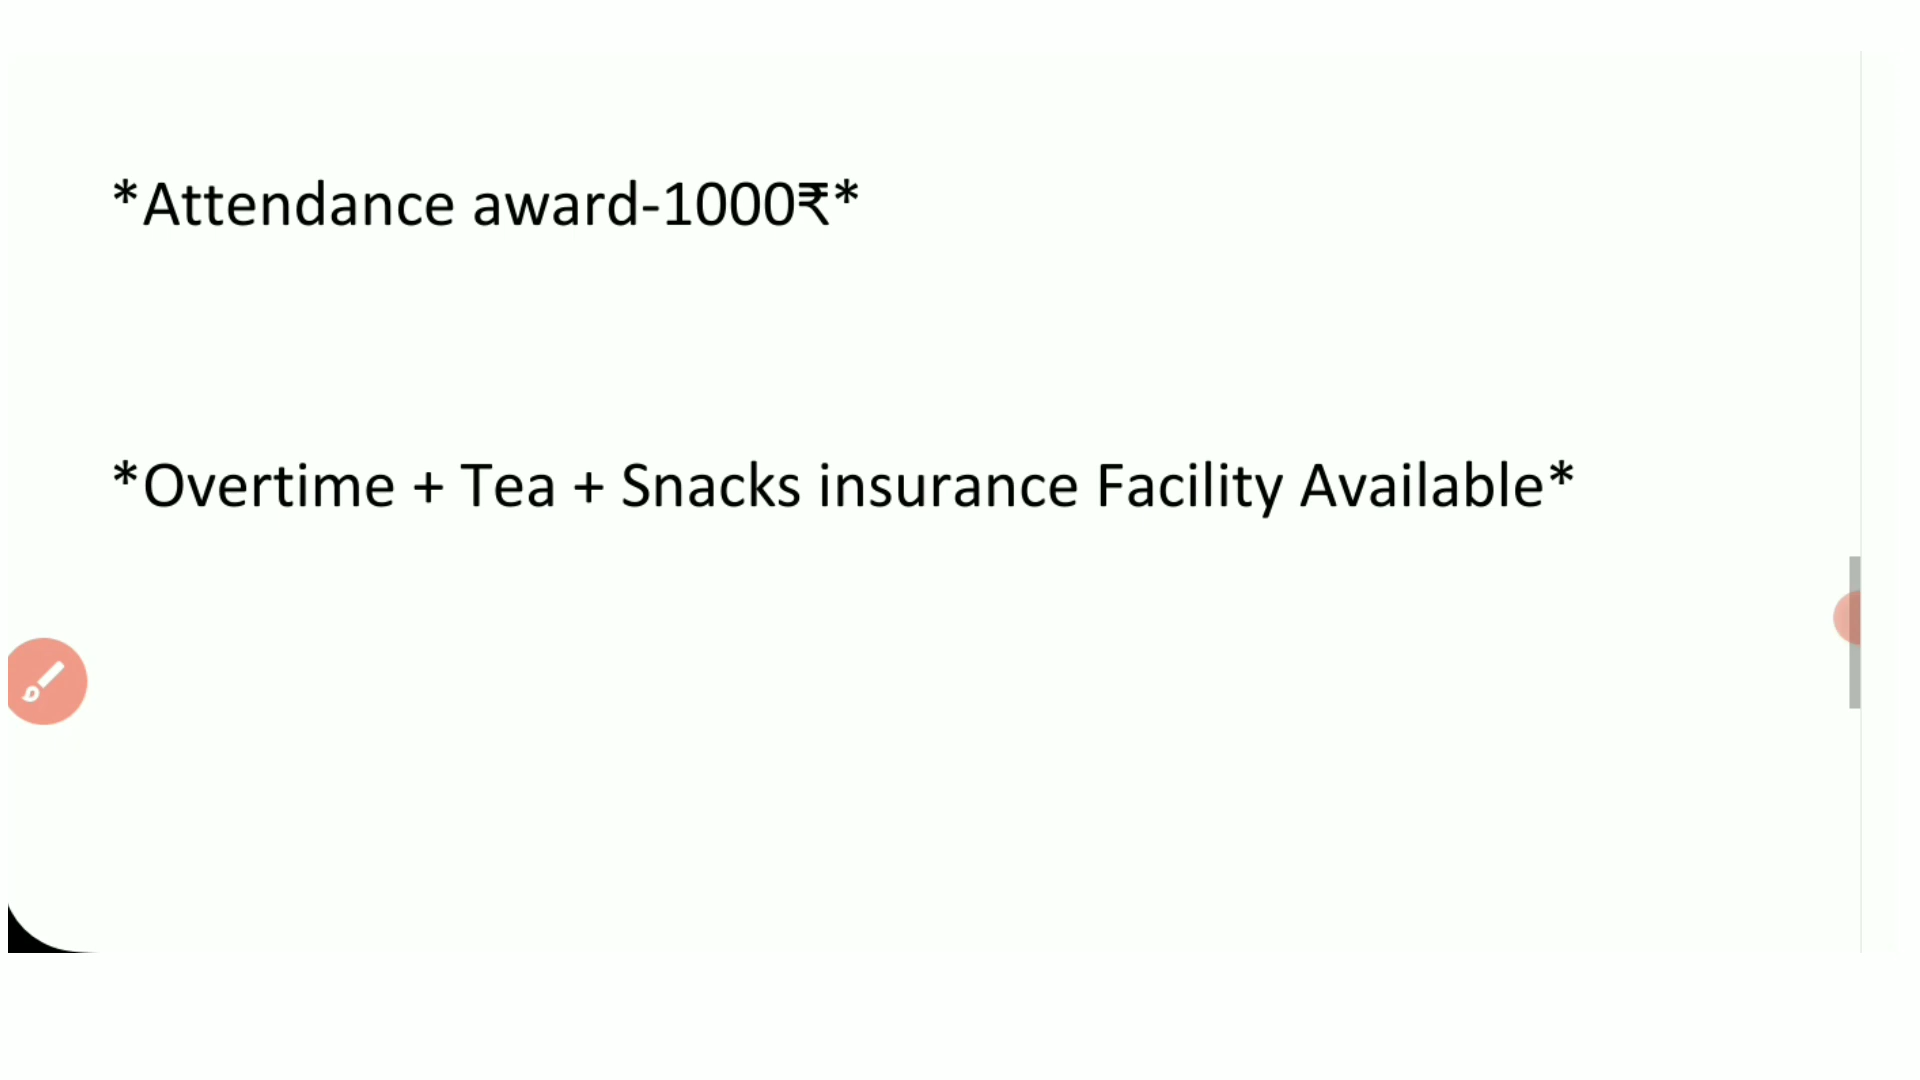 *Attendance award-1000₹*
*Overtime + Tea + Snacks insurance Facility Available*